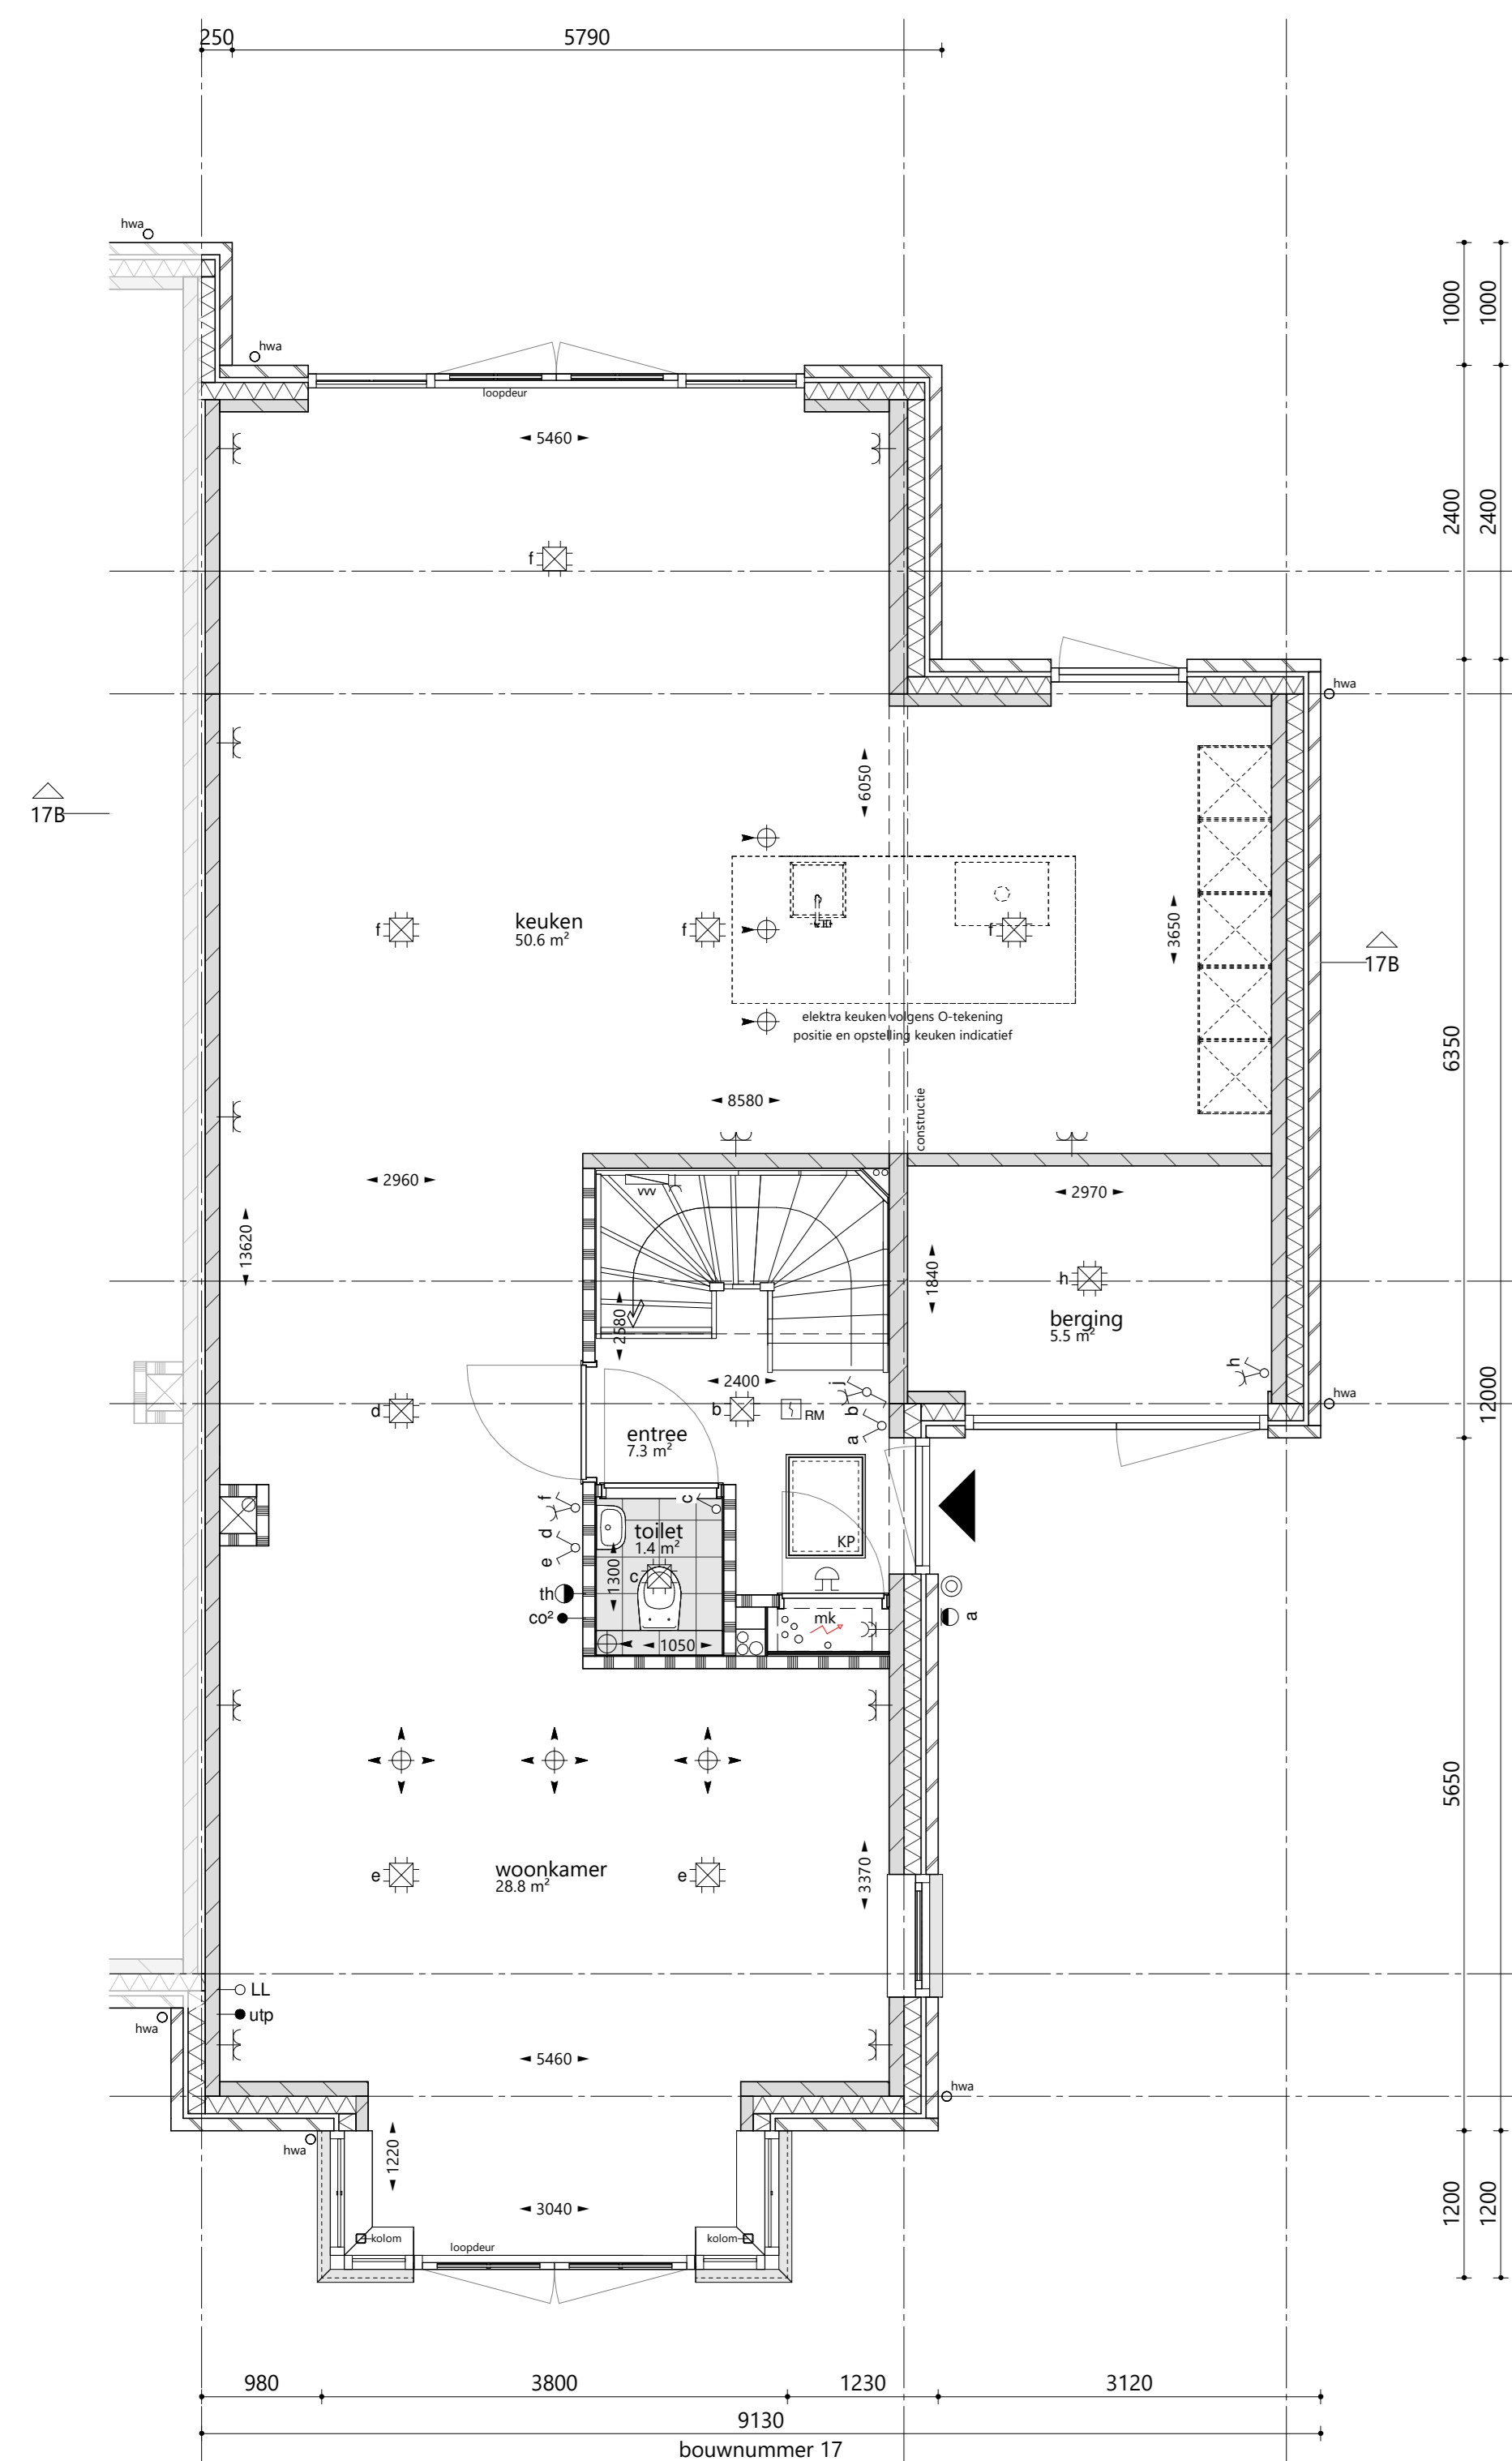 250
5790
hwa
hwa
loopdeur
5460
1000
1000
2400
2400
f
hwa
6050
17B
keuken
50.6 m²
f
f
f
3650
17B
elektra keuken volgens O-tekening
positie en opstelling keuken indicatief
6350
8580
constructie
2960
vvv
2970
13620
1840
h
berging
5.5 m²
2580
h
2400
j
b
hwa
12000
d
b
RM
a
entree
7.3 m²
f
c
d
toilet
1.4 m²
KP
e
1300
c
th
co²
mk
a
1050
5650
e
woonkamer
28.8 m²
e
3370
LL
utp
hwa
5460
hwa
hwa
1220
3040
1200
1200
kolom
kolom
loopdeur
980
3800
1230
3120
9130
bouwnummer 17